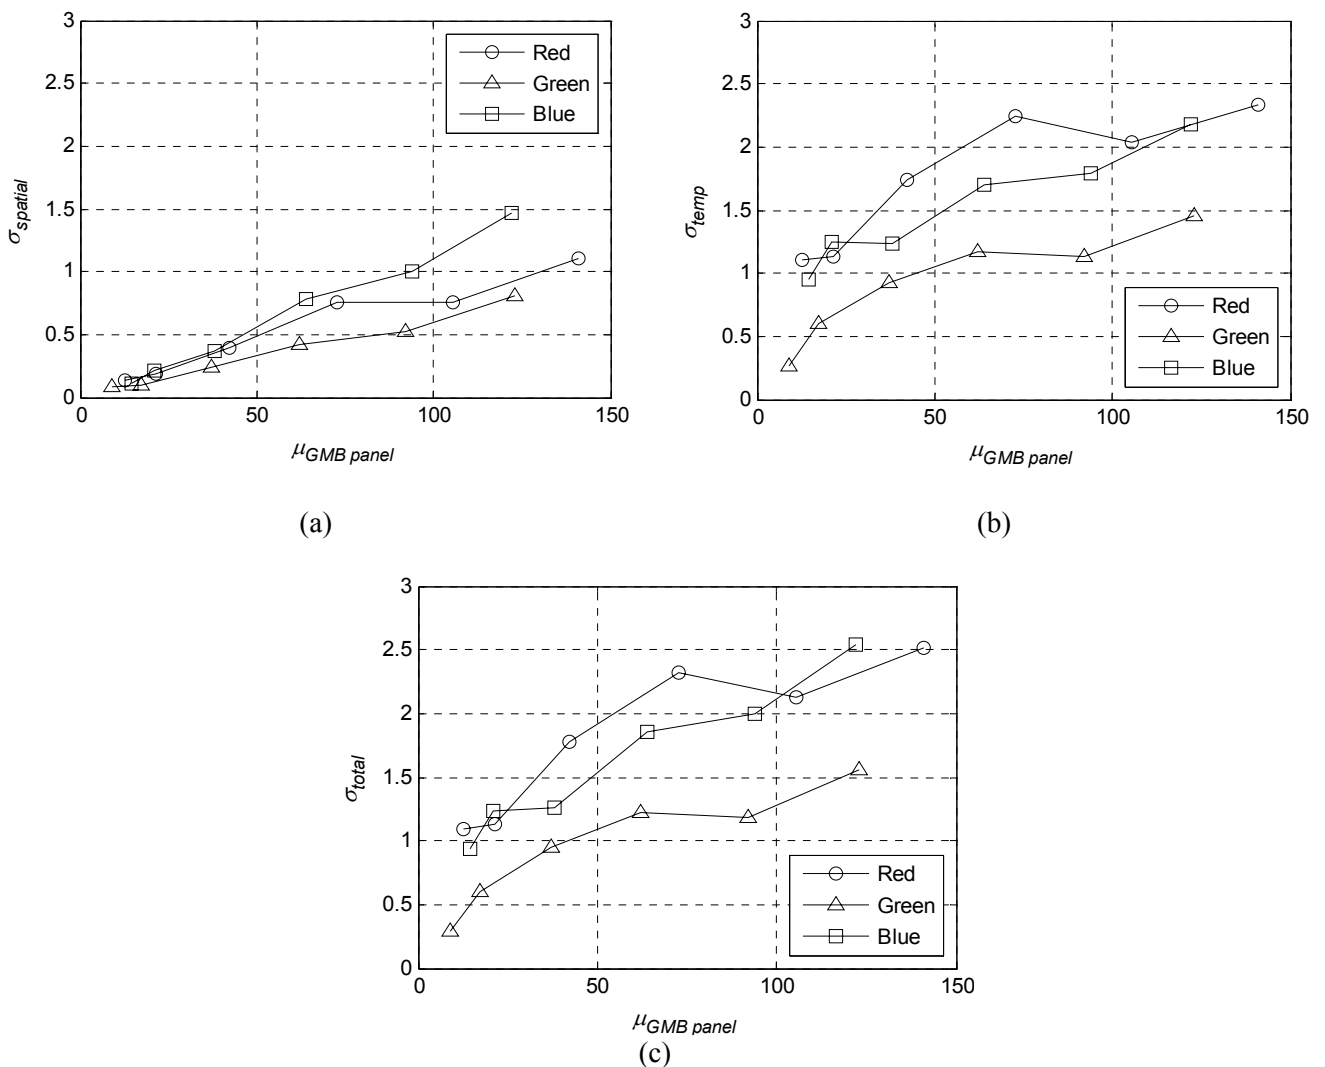 3
2.5
2
1.5
1
0.5
0
σspatial
Red
Green
Blue
0 50 100 150
μGMB panel
(a)
3
2.5
2
1.5
1
0.5
0
σtemp
Red
Green
Blue
0 50 100 150
μGMB panel
(b)
3
2.5
2
1.5
1
0.5
0
σtotal
Red
Green
Blue
0 50 100 150
μGMB panel
(c)